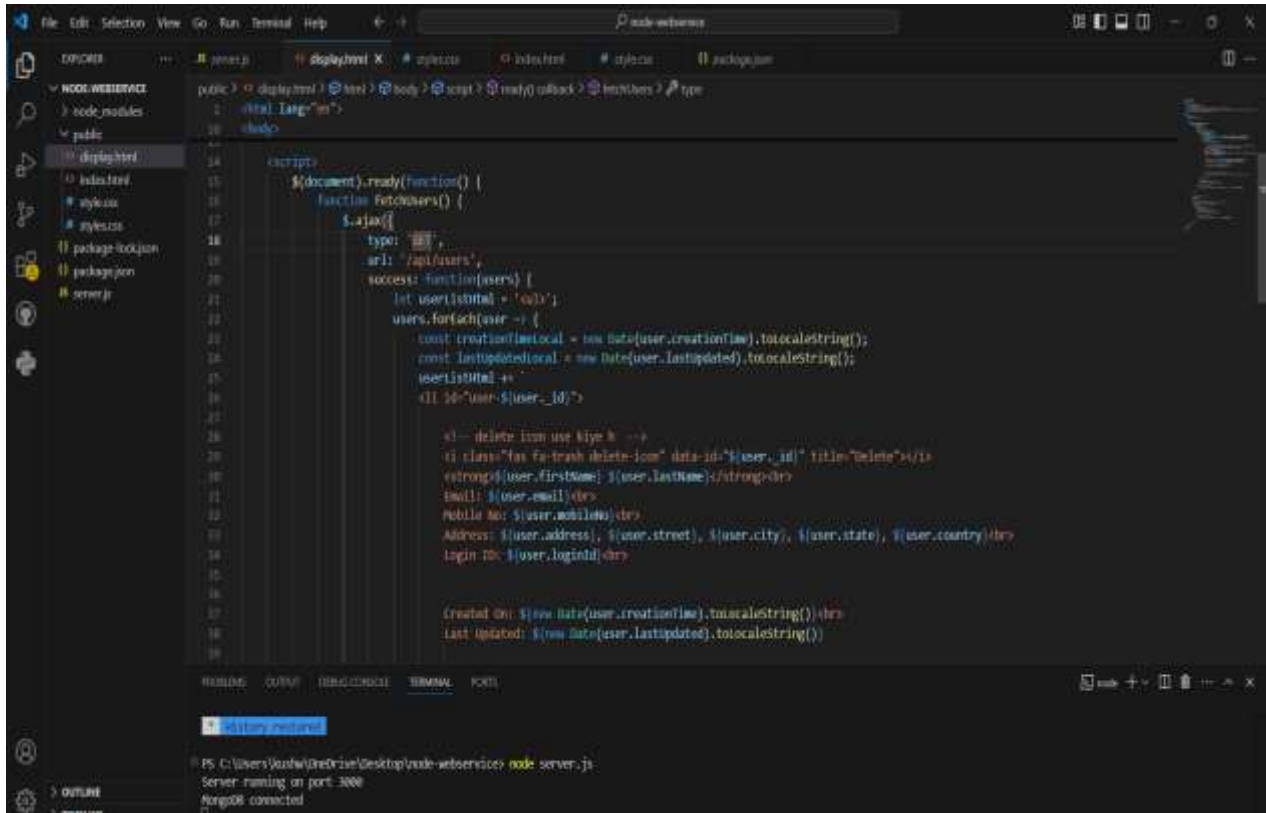 File Edit Selection View Go Run Terminal Help
node-webservice
EXPLORER
server.js display.html styles.css index.html style.css package.json
NODE-WEBSERVICE
public > display.html > html > body > script > ready() callback > fetchUsers > type
node_modules
public
display.html
index.html
style.css
styles.css
package-lock.json
package.json
server.js
1 <html lang="en">
10 <body>
14 <script>
15 $(document).ready(function() {
16 function fetchUsers() {
17 $.ajax({
18 type: 'GET',
19 url: '/api/users',
20 success: function(users) {
21 let userListHtml = '<ul>';
22 users.forEach(user => {
23 const creationTimeLocal = new Date(user.creationTime).toLocaleString();
24 const lastUpdatedLocal = new Date(user.lastUpdated).toLocaleString();
25 userListHtml += `
26 <li id="user-${user._id}">
27
28 <!-- delete icon use kiye h -->
29 <i class="fas fa-trash delete-icon" data-id="${user._id}" title="Delete"></i>
30 <strong>${user.firstName} ${user.lastName}</strong><br>
31 Email: ${user.email}<br>
32 Mobile No: ${user.mobileNo}<br>
33 Address: ${user.address}, ${user.street}, ${user.city}, ${user.state}, ${user.country}<br>
34 Login ID: ${user.loginId}<br>
35
36
37 Created On: ${new Date(user.creationTime).toLocaleString()}<br>
38 Last Updated: ${new Date(user.lastUpdated).toLocaleString()}
39
PROBLEMS OUTPUT DEBUG CONSOLE TERMINAL PORTS
node
* History restored
PS C:\Users\kushw\OneDrive\Desktop\node-webservice> node server.js
Server running on port 3000
MongoDB connected
OUTLINE